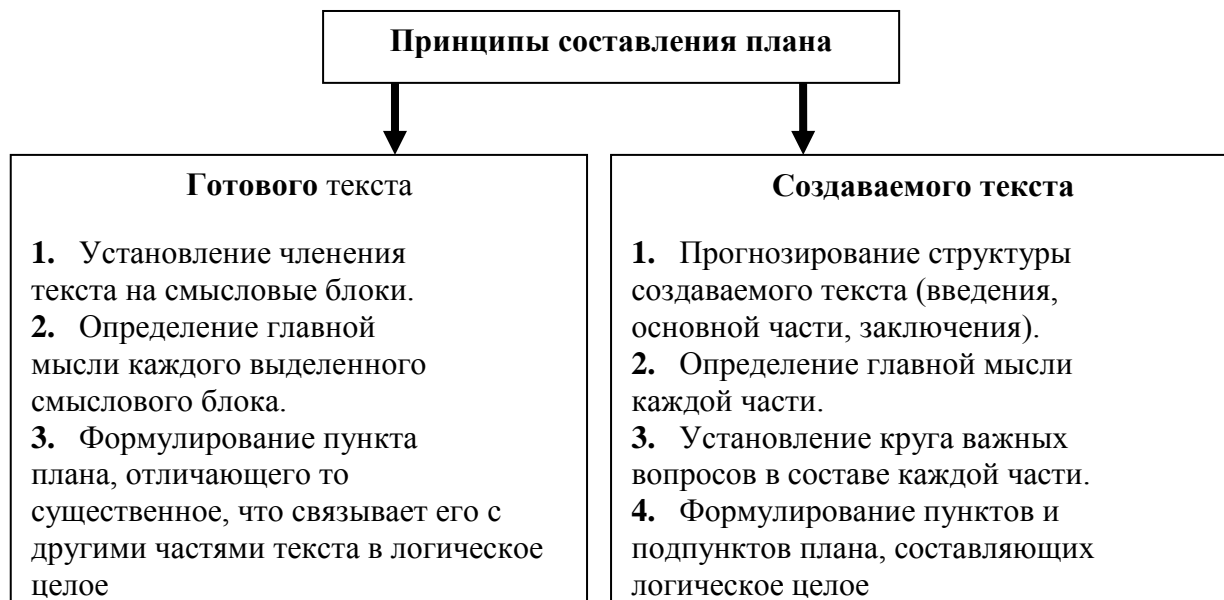 Принципы составления плана
Готового текста
1. Установление членения
текста на смысловые блоки.
2. Определение главной
мысли каждого выделенного
смыслового блока.
3. Формулирование пункта
плана, отличающего то
существенное, что связывает его с
другими частями текста в логическое
целое
Создаваемого текста
1. Прогнозирование структуры
создаваемого текста (введения,
основной части, заключения).
2. Определение главной мысли
каждой части.
3. Установление круга важных
вопросов в составе каждой части.
4. Формулирование пунктов и
подпунктов плана, составляющих
логическое целое